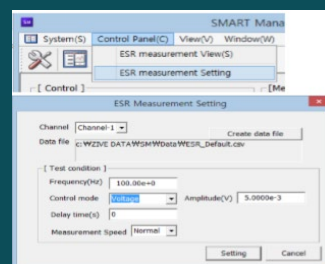 SMART Mana
System(S) Control Panel(C) View(V) Window(W)
ESR measurement View(S)
ESR measurement Setting
[ Control ] [Me
ESR Measurement Setting
Channel Channel-1 Create data file
Data file c:₩ZIVE DATA₩SM₩Data₩ESR_Default.csv
[ Test condition ]
Frequency(Hz) 100.00e+0
Control mode Voltage Amplitude(V) 5.0000e-3
Delay time(s) 0
Measurement Speed Normal
Setting Cancel